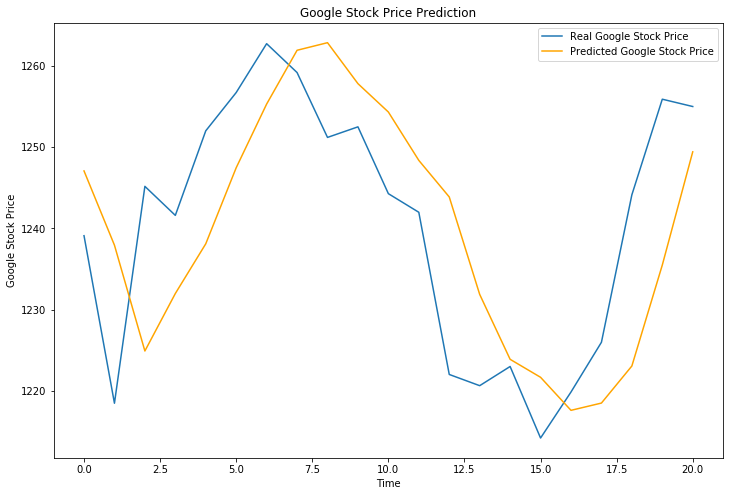 Google Stock Price Prediction
Real Google Stock Price
Predicted Google Stock Price
Google Stock Price
1260
1250
1240
1230
1220
0.0 2.5 5.0 7.5 10.0 12.5 15.0 17.5 20.0
Time